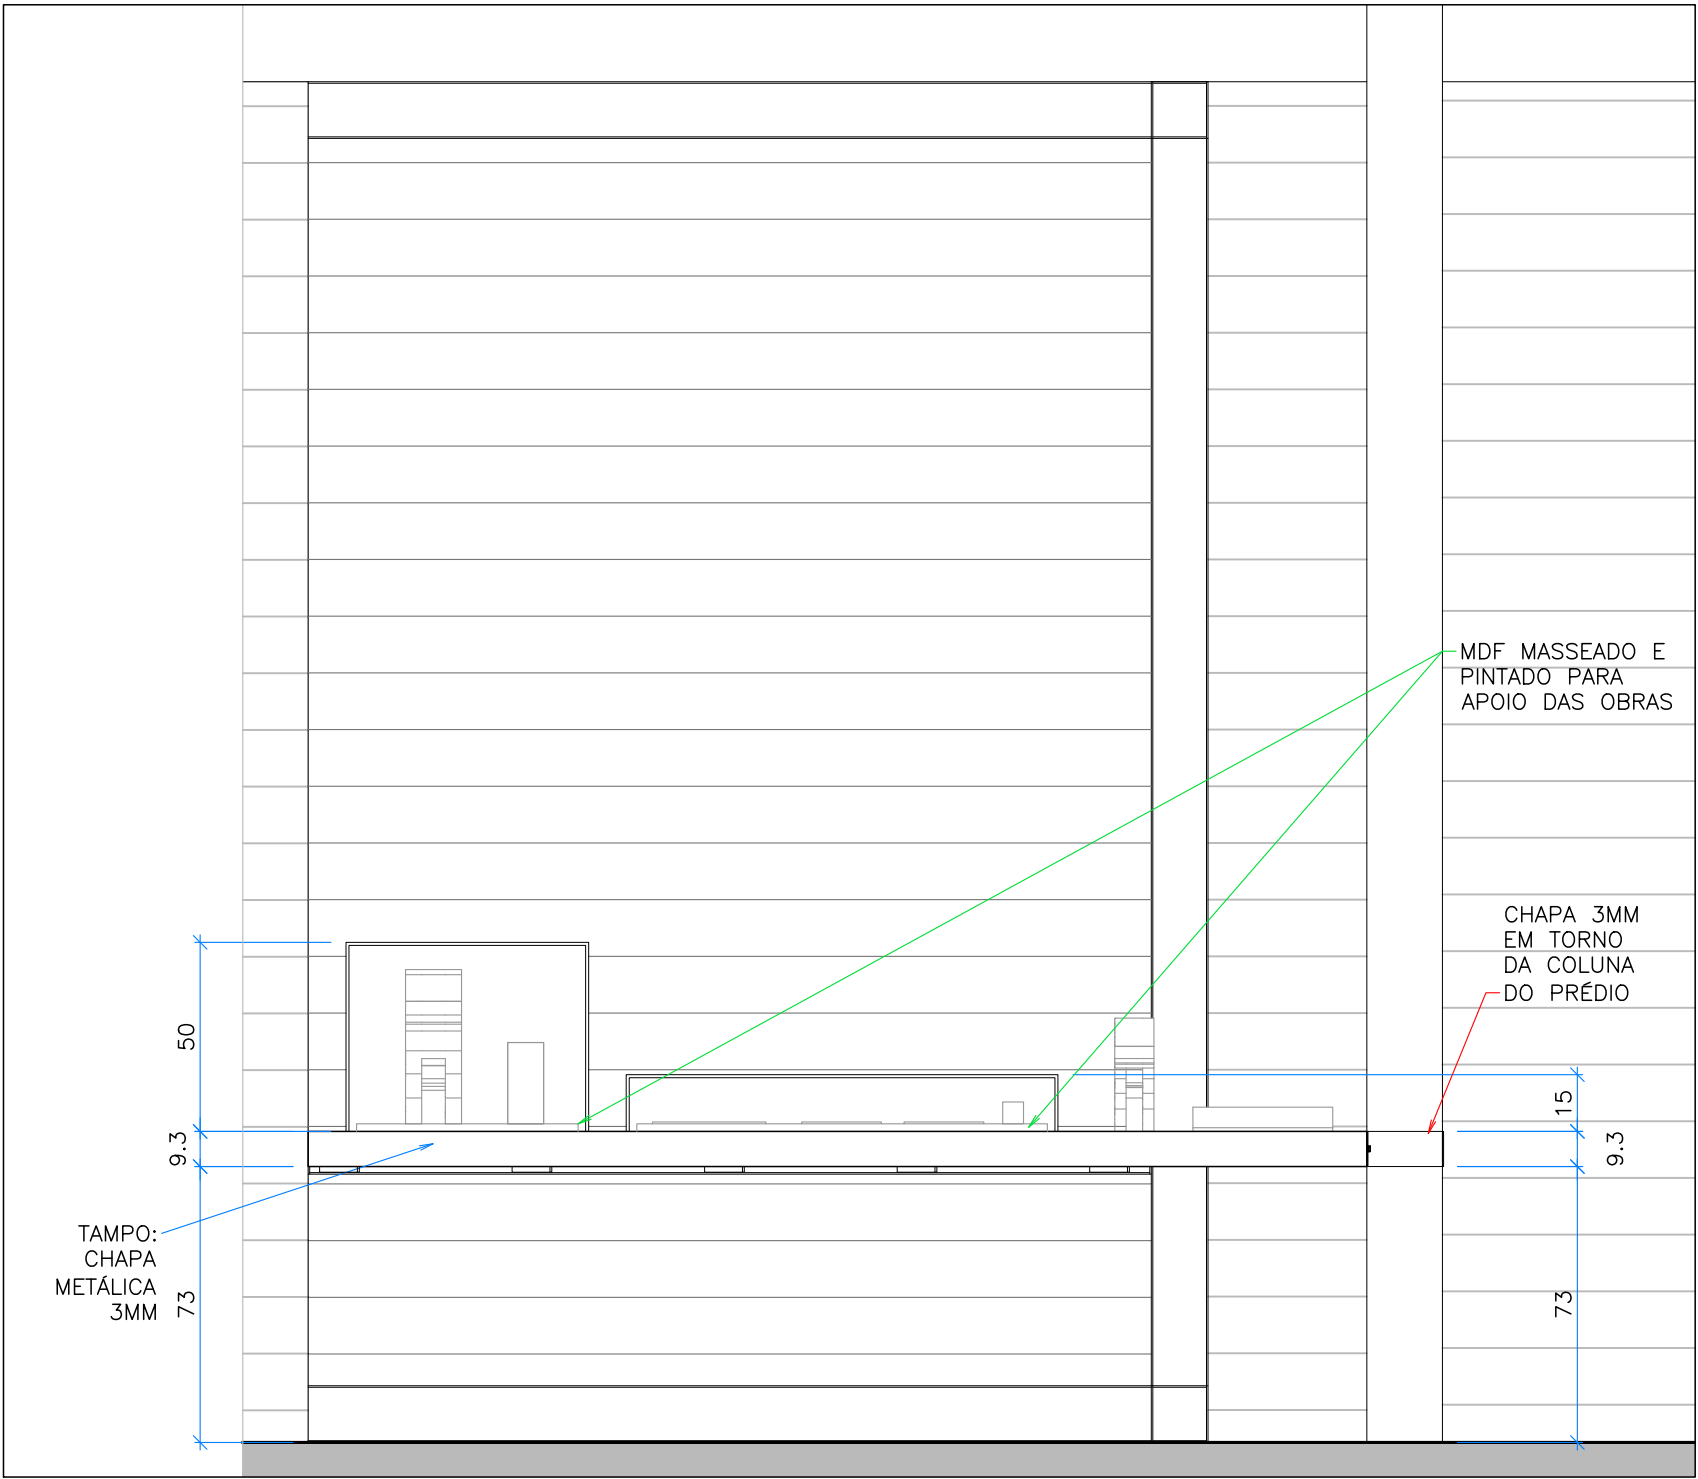 MDF MASSEADO E
PINTADO PARA
APOIO DAS OBRAS
CHAPA 3MM
EM TORNO
DA COLUNA
DO PRÉDIO
50
9.3
73
15
9.3
73
TAMPO:
CHAPA
METÁLICA
3MM